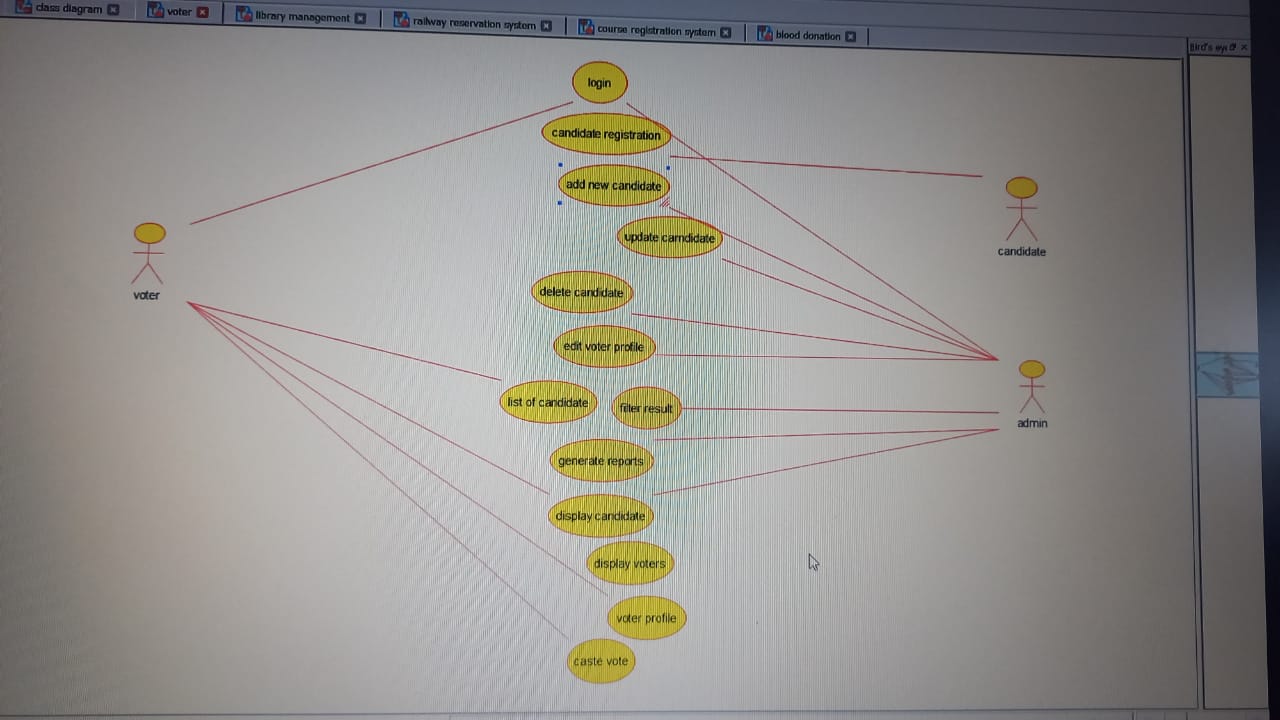 class diagram
voter
library management
railway reservation system
course registration system
blood donation
Bird's eye
login
candidate registration
add new candidate
candidate
update camdidate
voter
delete candidate
edit voter profile
list of candidate
filter result
admin
generate reports
display candidate
display voters
voter profile
caste vote